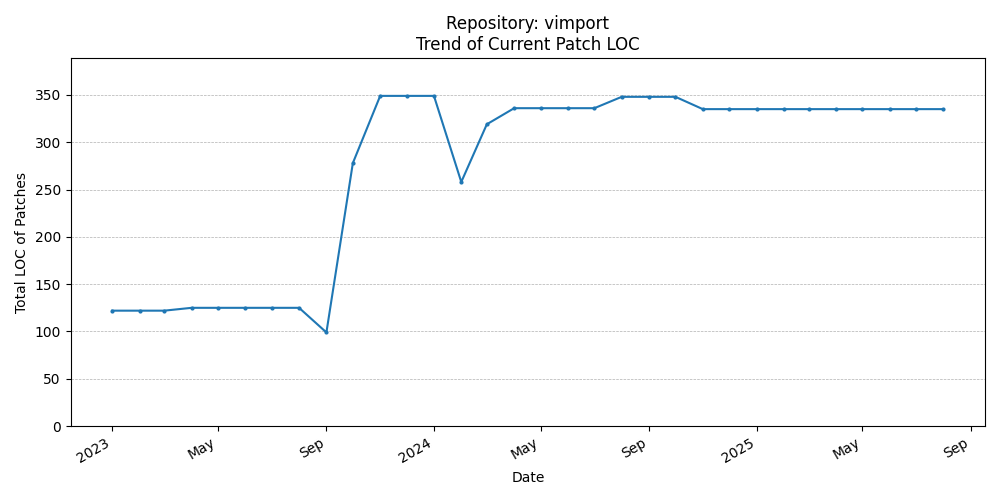 Repository: vimport
Trend of Current Patch LOC
Total LOC of Patches
350
300
250
200
150
100
50
0
2023
May
Sep
2024
May
Sep
2025
May
Sep
Date